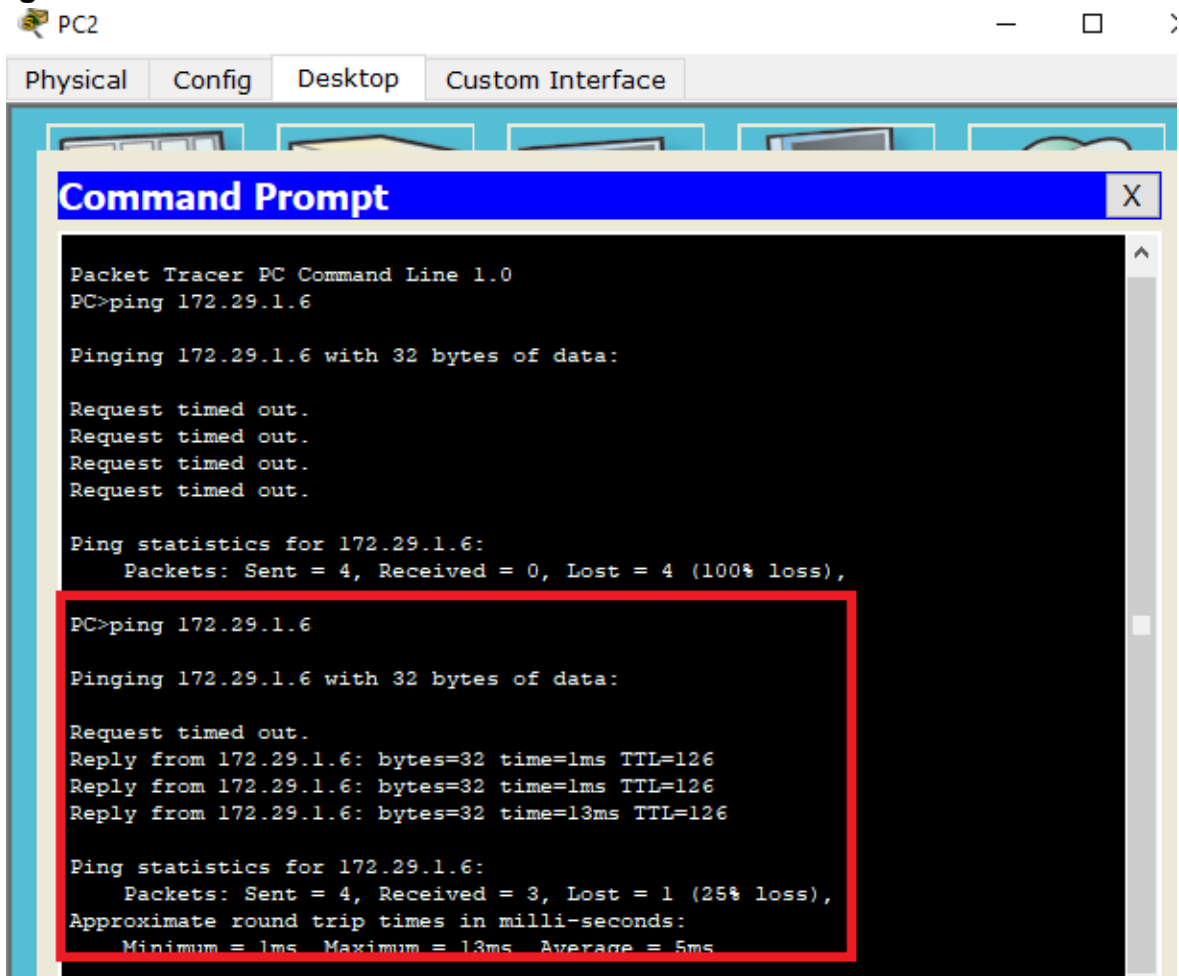 PC2
Physical Config Desktop Custom Interface
Command Prompt X
Packet Tracer PC Command Line 1.0
PC>ping 172.29.1.6
Pinging 172.29.1.6 with 32 bytes of data:
Request timed out.
Request timed out.
Request timed out.
Request timed out.
Ping statistics for 172.29.1.6:
Packets: Sent = 4, Received = 0, Lost = 4 (100% loss),
PC>ping 172.29.1.6
Pinging 172.29.1.6 with 32 bytes of data:
Request timed out.
Reply from 172.29.1.6: bytes=32 time=1ms TTL=126
Reply from 172.29.1.6: bytes=32 time=1ms TTL=126
Reply from 172.29.1.6: bytes=32 time=13ms TTL=126
Ping statistics for 172.29.1.6:
Packets: Sent = 4, Received = 3, Lost = 1 (25% loss),
Approximate round trip times in milli-seconds:
Minimum = 1ms, Maximum = 13ms, Average = 5ms